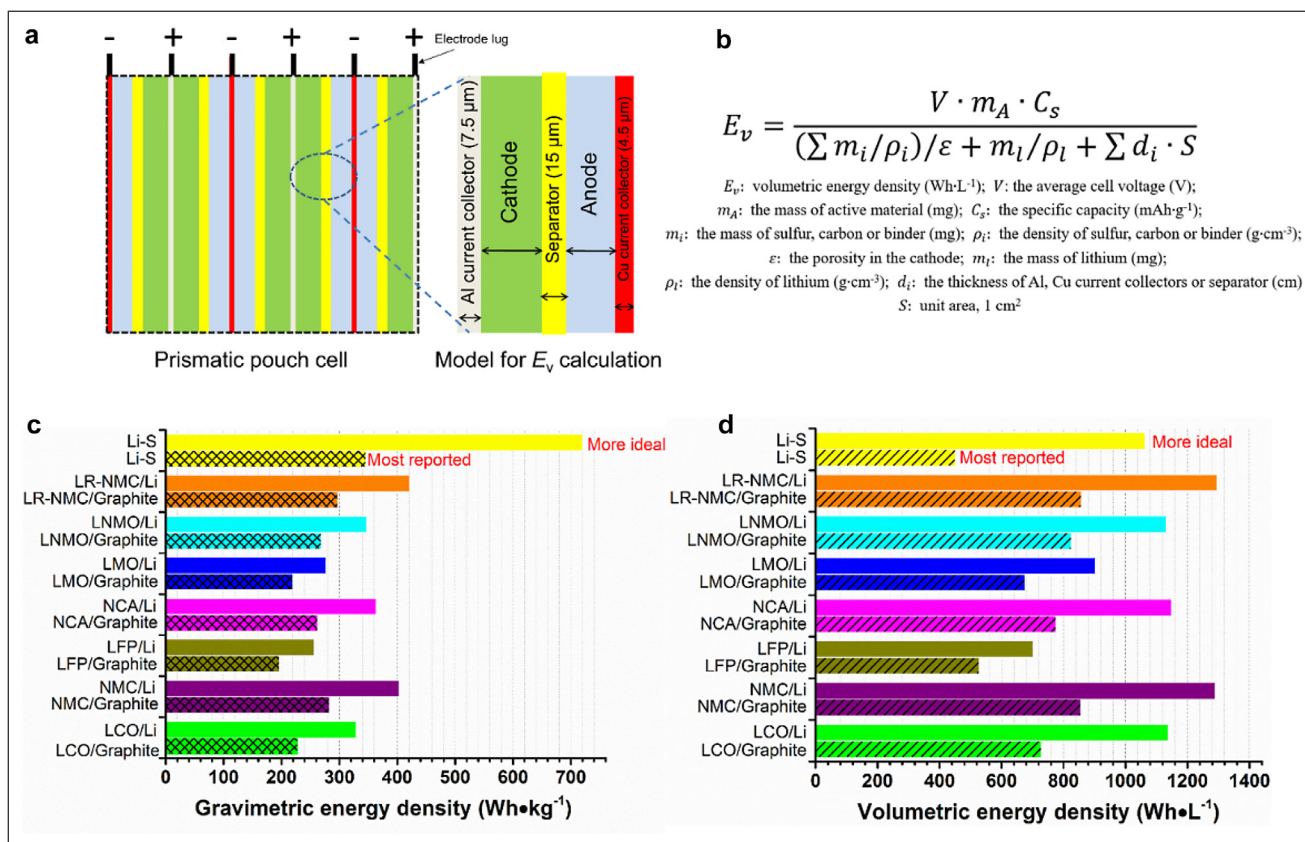 a
- + - + - +
Electrode lug
Al current collector (7.5 μm)
Cathode
Separator (15 μm)
Anode
Cu current collector (4.5 μm)
Prismatic pouch cell
Model for Ev calculation
b
Ev = V · mA · Cs / (∑ mi/ρi)/ε + ml/ρl + ∑ di · S
Ev: volumetric energy density (Wh·L-1); V: the average cell voltage (V);
mA: the mass of active material (mg); Cs: the specific capacity (mAh·g-1);
mi: the mass of sulfur, carbon or binder (mg); ρi: the density of sulfur, carbon or binder (g·cm-3);
ε: the porosity in the cathode; ml: the mass of lithium (mg);
ρl: the density of lithium (g·cm-3); di: the thickness of Al, Cu current collectors or separator (cm)
S: unit area, 1 cm2
c
Li-S
More ideal
Li-S
Most reported
LR-NMC/Li
LR-NMC/Graphite
LNMO/Li
LNMO/Graphite
LMO/Li
LMO/Graphite
NCA/Li
NCA/Graphite
LFP/Li
LFP/Graphite
NMC/Li
NMC/Graphite
LCO/Li
LCO/Graphite
0 100 200 300 400 500 600 700
Gravimetric energy density (Wh•kg-1)
d
Li-S
More ideal
Li-S
Most reported
LR-NMC/Li
LR-NMC/Graphite
LNMO/Li
LNMO/Graphite
LMO/Li
LMO/Graphite
NCA/Li
NCA/Graphite
LFP/Li
LFP/Graphite
NMC/Li
NMC/Graphite
LCO/Li
LCO/Graphite
0 200 400 600 800 1000 1200 1400
Volumetric energy density (Wh•L-1)